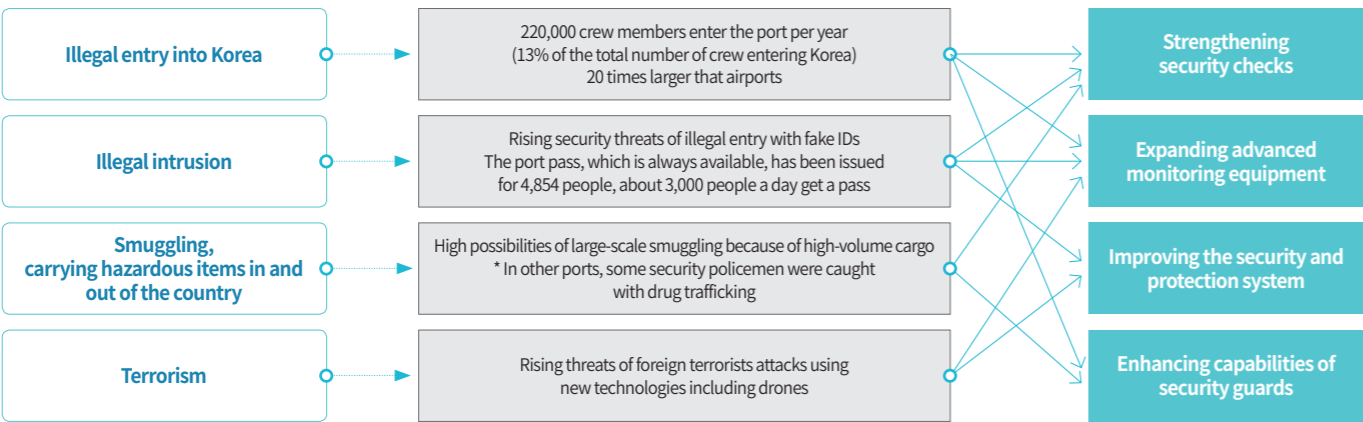 Illegal entry into Korea
220,000 crew members enter the port per year
(13% of the total number of crew entering Korea)
20 times larger that airports
Strengthening
security checks
Illegal intrusion
Rising security threats of illegal entry with fake IDs
The port pass, which is always available, has been issued
for 4,854 people, about 3,000 people a day get a pass
Expanding advanced
monitoring equipment
Smuggling,
carrying hazardous items in and
out of the country
High possibilities of large-scale smuggling because of high-volume cargo
* In other ports, some security policemen were caught
with drug trafficking
Improving the security and
protection system
Terrorism
Rising threats of foreign terrorists attacks using
new technologies including drones
Enhancing capabilities of
security guards